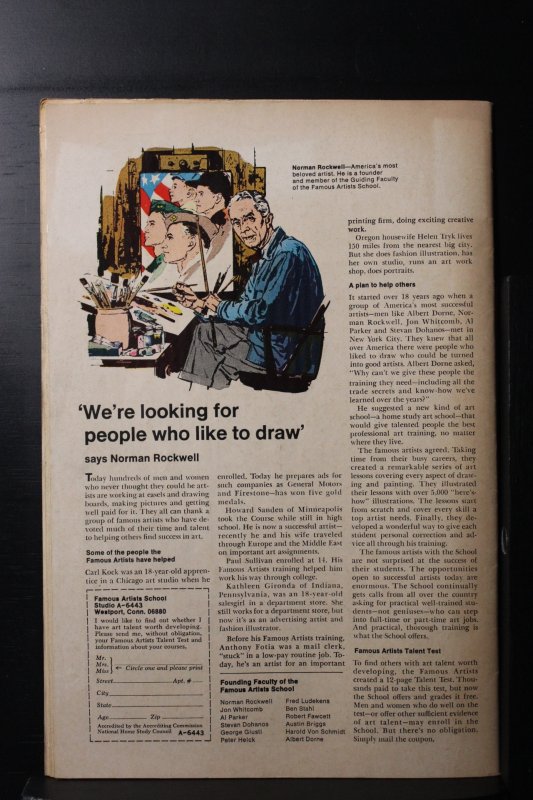 Norman Rockwell—America's most
beloved artist. He is a founder
and member of the Guiding Faculty
of the Famous Artists School.
'We're looking for
people who like to draw'
says Norman Rockwell
Today hundreds of men and women
who never thought they could be art-
ists are working at easels and drawing
boards, making pictures and getting
well paid for it. They all can thank a
group of famous artists who have de-
voted much of their time and talent
to helping others find success in art.
Some of the people the
Famous Artists have helped
Carl Kock was an 18-year-old appren-
tice in a Chicago art studio when he
Famous Artists School
Studio A-6443
Westport, Conn. 06880
I would like to find out whether I
have art talent worth developing.
Please send me, without obligation,
your Famous Artists Talent Test and
information about your courses.
Mr.
Mrs.
Miss
← Circle one and please print
Street Apt. #
City
State
Age Zip
Accredited by the Accrediting Commission
National Home Study Council A-6443
enrolled. Today he prepares ads for
such companies as General Motors
and Firestone—has won five gold
medals.
Howard Sanden of Minneapolis
took the Course while still in high
school. He is now a successful artist—
recently he and his wife traveled
through Europe and the Middle East
on important art assignments.
Paul Sullivan enrolled at 11. His
Famous Artists training helped him
work his way through college.
Kathleen Gironda of Indiana,
Pennsylvania, was an 18-year-old
salesgirl in a department store. She
still works for a department store, but
now it's as an advertising artist and
fashion illustrator.
Before his Famous Artists training,
Anthony Fotia was a mail clerk,
"stuck" in a low-pay routine job. To-
day, he's an artist for an important
Founding Faculty of the
Famous Artists School
Norman Rockwell
Jon Whitcomb
Al Parker
Stevan Dohanos
George Giusti
Peter Helck
Fred Ludekens
Ben Stahl
Robert Fawcett
Austin Briggs
Harold Von Schmidt
Albert Dorne
printing firm, doing exciting creative
work.
Oregon housewife Helen Tryk lives
150 miles from the nearest big city.
But she does fashion illustration, has
her own studio, runs an art work
shop, does portraits.
A plan to help others
It started over 18 years ago when a
group of America's most successful
artists—men like Albert Dorne, Nor-
man Rockwell, Jon Whitcomb, Al
Parker and Stevan Dohanos—met in
New York City. They knew that all
over America there were people who
liked to draw who could be turned
into good artists. Albert Dorne asked,
"Why can't we give these people the
training they need—including all the
trade secrets and know-how we've
learned over the years?"
He suggested a new kind of art
school—a home study art school—that
would give talented people the best
professional art training, no matter
where they live.
The famous artists agreed. Taking
time from their busy careers, they
created a remarkable series of art
lessons covering every aspect of draw-
ing and painting. They illustrated
their lessons with over 5,000 "here's-
how" illustrations. The lessons start
from scratch and cover every skill a
top artist needs. Finally, they de-
veloped a wonderful way to give each
student personal correction and ad-
vice all through his training.
The famous artists with the School
are not surprised at the success of
their students. The opportunities
open to successful artists today are
enormous. The School continually
gets calls from all over the country
asking for practical well-trained stu-
dents—not geniuses—who can step
into full-time or part-time art jobs.
And practical, thorough training is
what the School offers.
Famous Artists Talent Test
To find others with art talent worth
developing, the Famous Artists
created a 12-page Talent Test. Thou-
sands paid to take this test, but now
the School offers and grades it free.
Men and women who do well on the
test—or offer other sufficient evidence
of art talent—may enroll in the
School. But there's no obligation.
Simply mail the coupon,